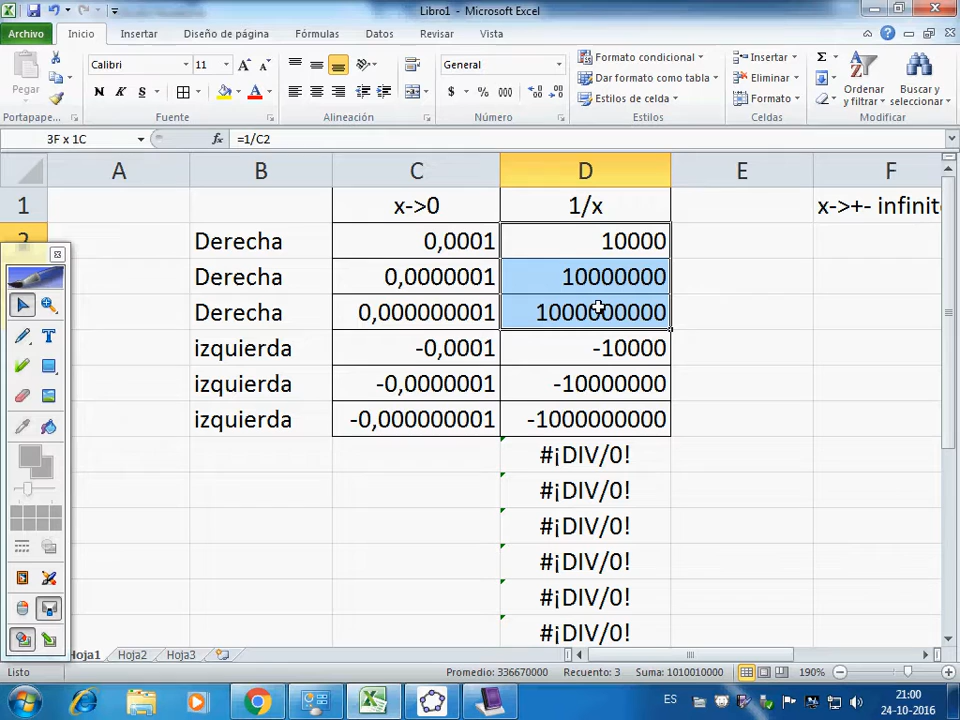 Libro1 - Microsoft Excel
Archivo Inicio Insertar Diseño de página Fórmulas Datos Revisar Vista
Calibri 11 General Formato condicional Insertar Σ
Pegar Dar formato como tabla Eliminar Ordenar y filtrar Buscar y seleccionar
N K S A $ % 000 Estilos de celda Formato
Portapape... Fuente Alineación Número Estilos Celdas Modificar
3F x 1C fx =1/C2
A B C D E F
1 x->0 1/x x->+- infinito
2 Derecha 0,0001 10000
Derecha 0,0000001 10000000
Derecha 0,000000001 1000000000
izquierda -0,0001 -10000
izquierda -0,0000001 -10000000
izquierda -0,000000001 -1000000000
#¡DIV/0!
#¡DIV/0!
#¡DIV/0!
#¡DIV/0!
#¡DIV/0!
#¡DIV/0!
Hoja1 Hoja2 Hoja3
Listo Promedio: 336670000 Recuento: 3 Suma: 1010010000 190%
ES 21:00
24-10-2016